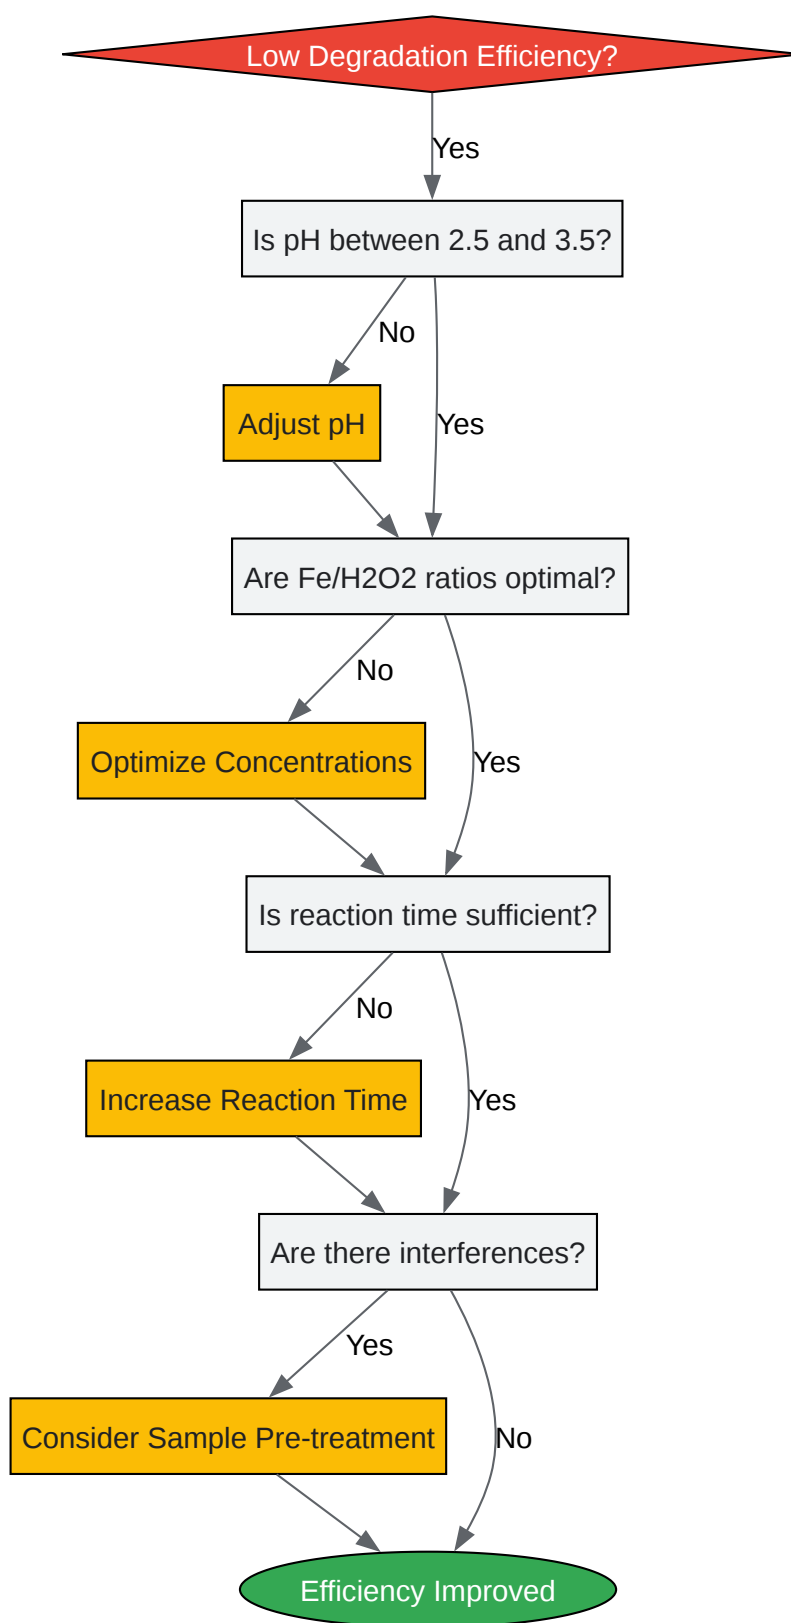 Low Degradation Efficiency?
Yes
Is pH between 2.5 and 3.5?
No
Adjust pH
Yes
Are Fe/H2O2 ratios optimal?
No
Optimize Concentrations
Yes
Is reaction time sufficient?
No
Increase Reaction Time
Yes
Are there interferences?
Yes
Consider Sample Pre-treatment
No
Efficiency Improved